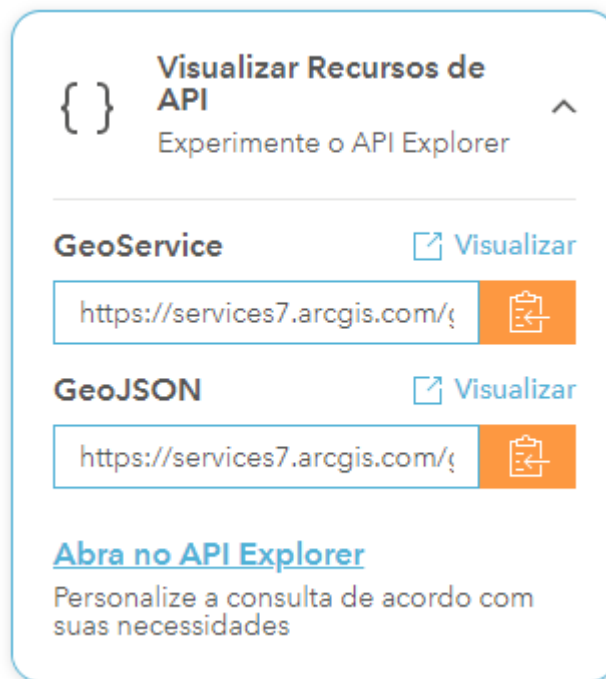 { }
Visualizar Recursos de
API
Experimente o API Explorer
GeoService
Visualizar
https://services7.arcgis.com/g
GeoJSON
Visualizar
https://services7.arcgis.com/g
Abra no API Explorer
Personalize a consulta de acordo com
suas necessidades